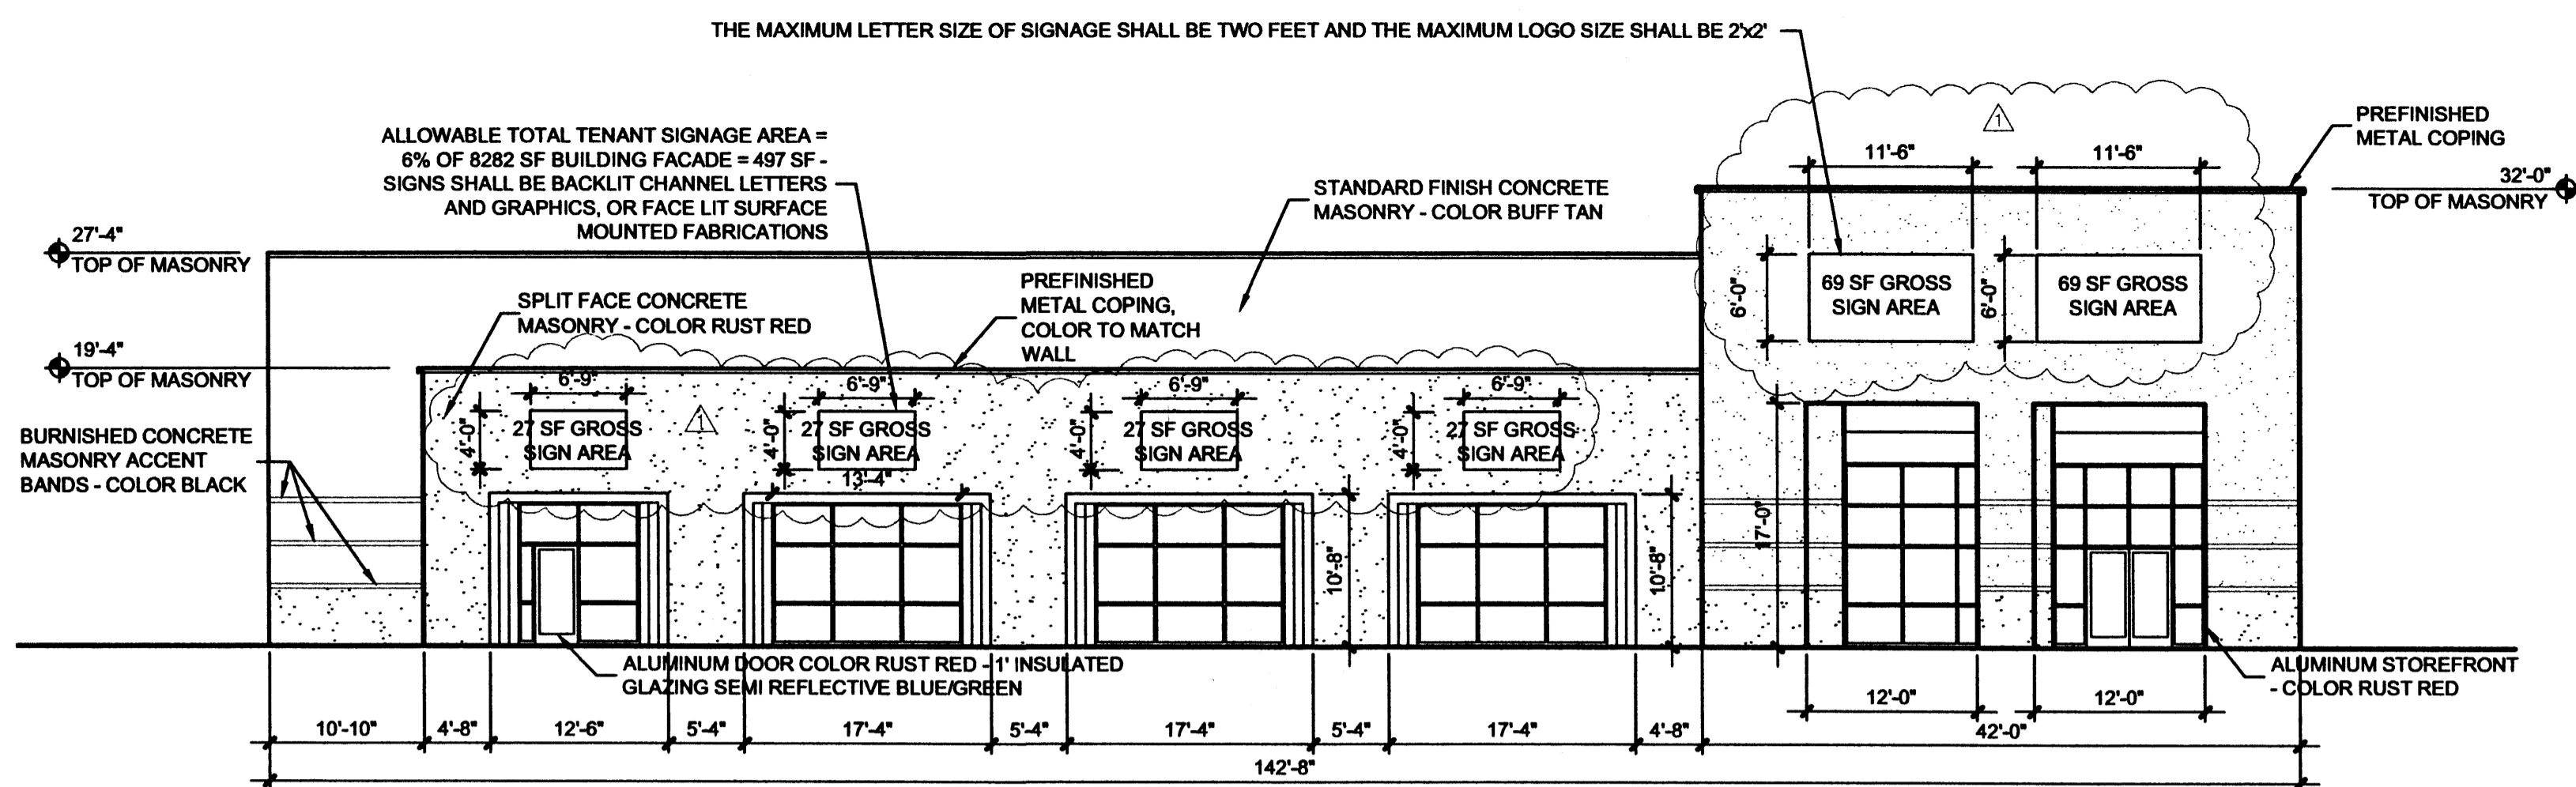 THE MAXIMUM LETTER SIZE OF SIGNAGE SHALL BE TWO FEET AND THE MAXIMUM LOGO SIZE SHALL BE 2'x2'
ALLOWABLE TOTAL TENANT SIGNAGE AREA =
6% OF 8282 SF BUILDING FACADE = 497 SF -
SIGNS SHALL BE BACKLIT CHANNEL LETTERS
AND GRAPHICS, OR FACE LIT SURFACE
MOUNTED FABRICATIONS
STANDARD FINISH CONCRETE
MASONRY - COLOR BUFF TAN
1
PREFINISHED
METAL COPING
11'-6"
11'-6"
32'-0"
TOP OF MASONRY
27'-4"
TOP OF MASONRY
SPLIT FACE CONCRETE
MASONRY - COLOR RUST RED
PREFINISHED
METAL COPING,
COLOR TO MATCH
WALL
6'-0"
69 SF GROSS
SIGN AREA
6'-0"
69 SF GROSS
SIGN AREA
19'-4"
TOP OF MASONRY
6'-9"
6'-9"
6'-9"
6'-9"
4'-0"
27 SF GROSS
SIGN AREA
1
4'-0"
27 SF GROSS
SIGN AREA
4'-0"
27 SF GROSS
SIGN AREA
4'-0"
27 SF GROSS
SIGN AREA
BURNISHED CONCRETE
MASONRY ACCENT
BANDS - COLOR BLACK
13'-4"
10'-8"
10'-8"
17'-0"
ALUMINUM DOOR COLOR RUST RED - 1' INSULATED
GLAZING SEMI REFLECTIVE BLUE/GREEN
ALUMINUM STOREFRONT
- COLOR RUST RED
12'-0"
12'-0"
10'-10"
4'-8"
12'-6"
5'-4"
17'-4"
5'-4"
17'-4"
5'-4"
17'-4"
4'-8"
42'-0"
142'-8"